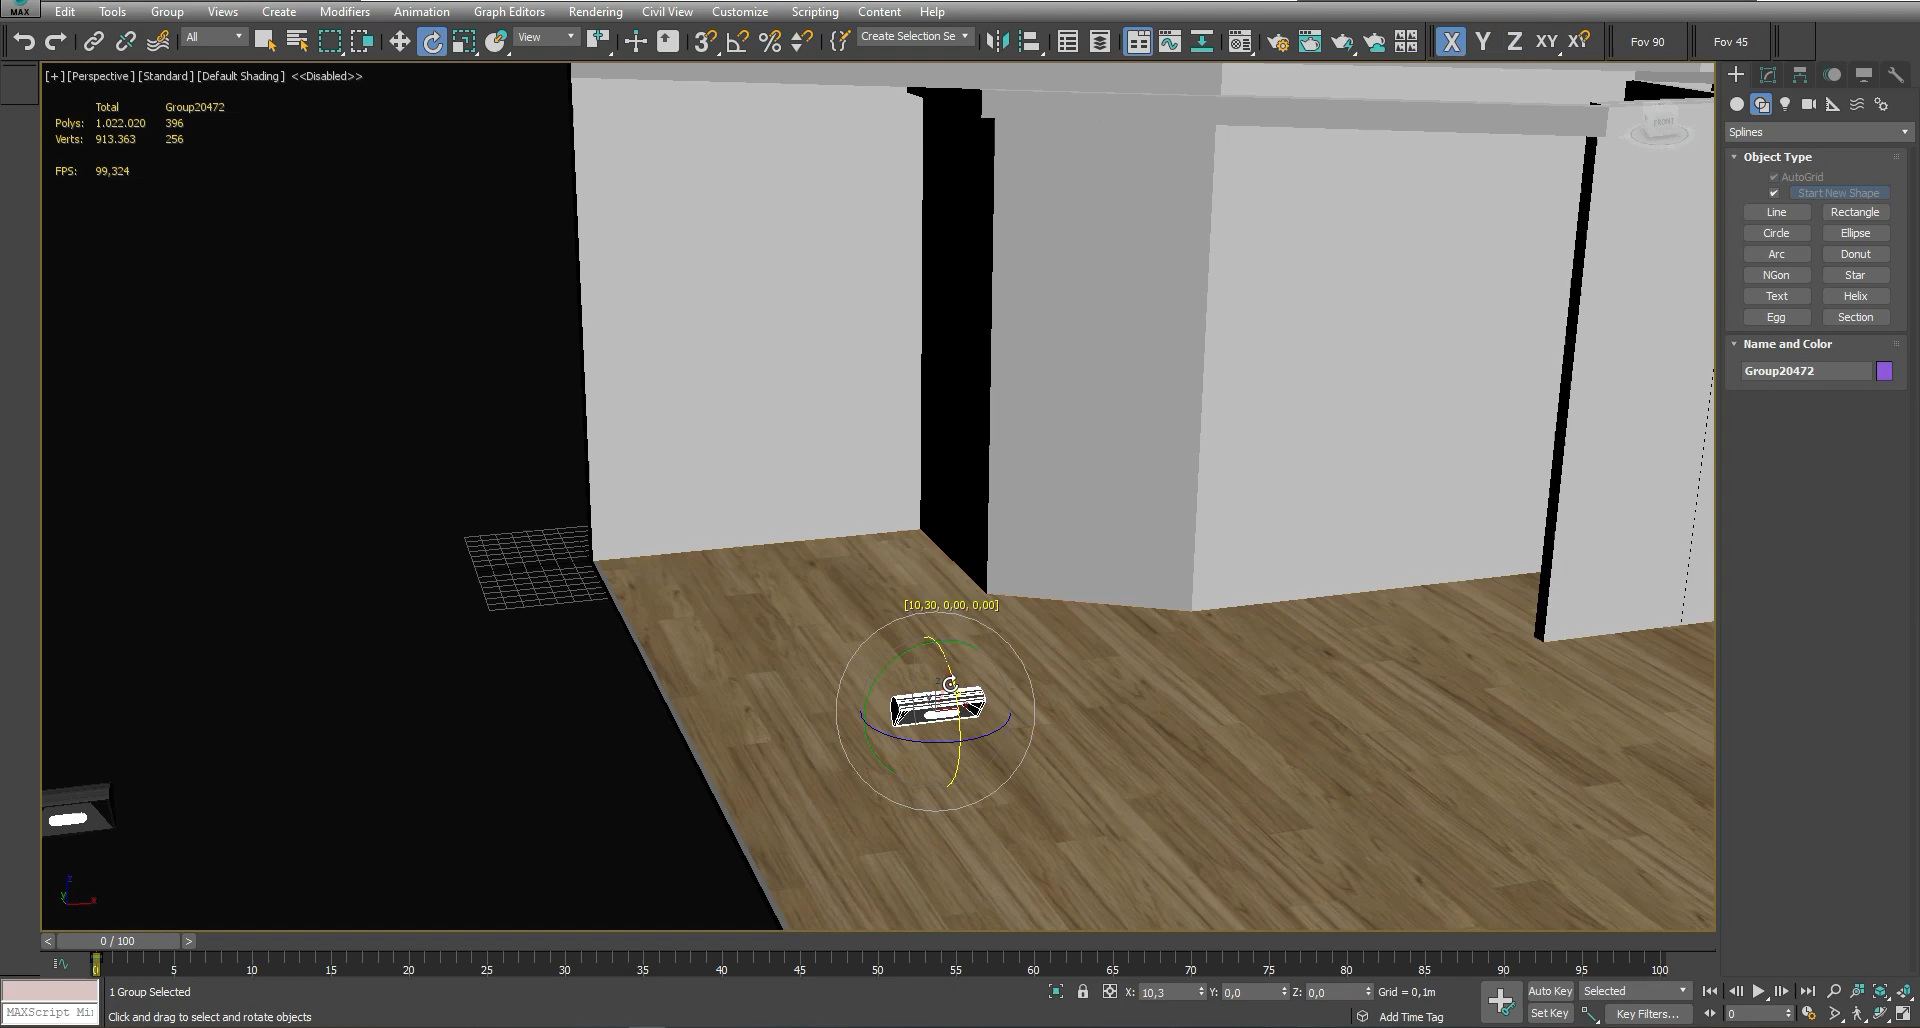 MAX Edit Tools Group Views Create Modifiers Animation Graph Editors Rendering Civil View Customize Scripting Content Help
All View Create Selection Se X Y Z XY XY Fov 90 Fov 45
[+] [Perspective ] [Standard ] [Default Shading ] <<Disabled>>
Total Group20472
Polys: 1.022.020 396
Verts: 913.363 256
FPS: 99,324
FRONT
[10,30, 0,00, 0,00]
z
y x
Splines
Object Type
AutoGrid
Start New Shape
Line Rectangle
Circle Ellipse
Arc Donut
NGon Star
Text Helix
Egg Section
Name and Color
Group20472
< 0 / 100 >
0 5 10 15 20 25 30 35 40 45 50 55 60 65 70 75 80 85 90 95 100
1 Group Selected X: 10,3 Y: 0,0 Z: 0,0 Grid = 0,1m Auto Key Selected
MAXScript Mi Click and drag to select and rotate objects Add Time Tag Set Key Key Filters... 0